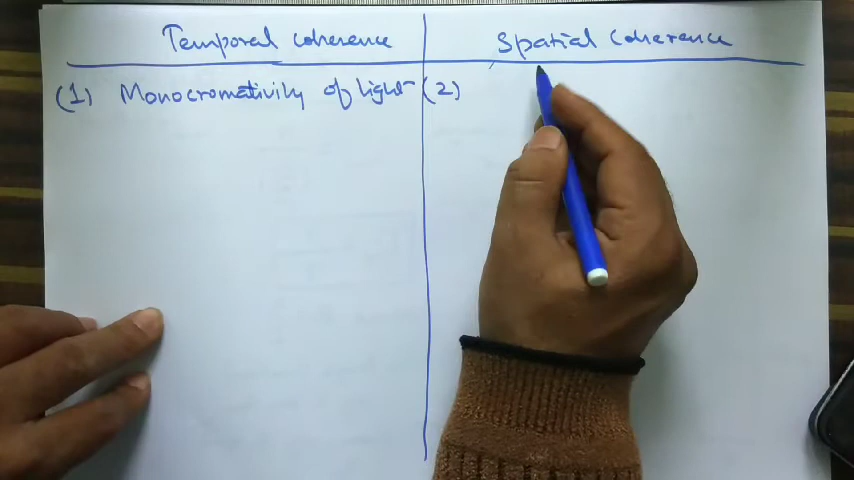 Temporal coherence
Spatial Coherence
(1) Monocromativity of light
(2)